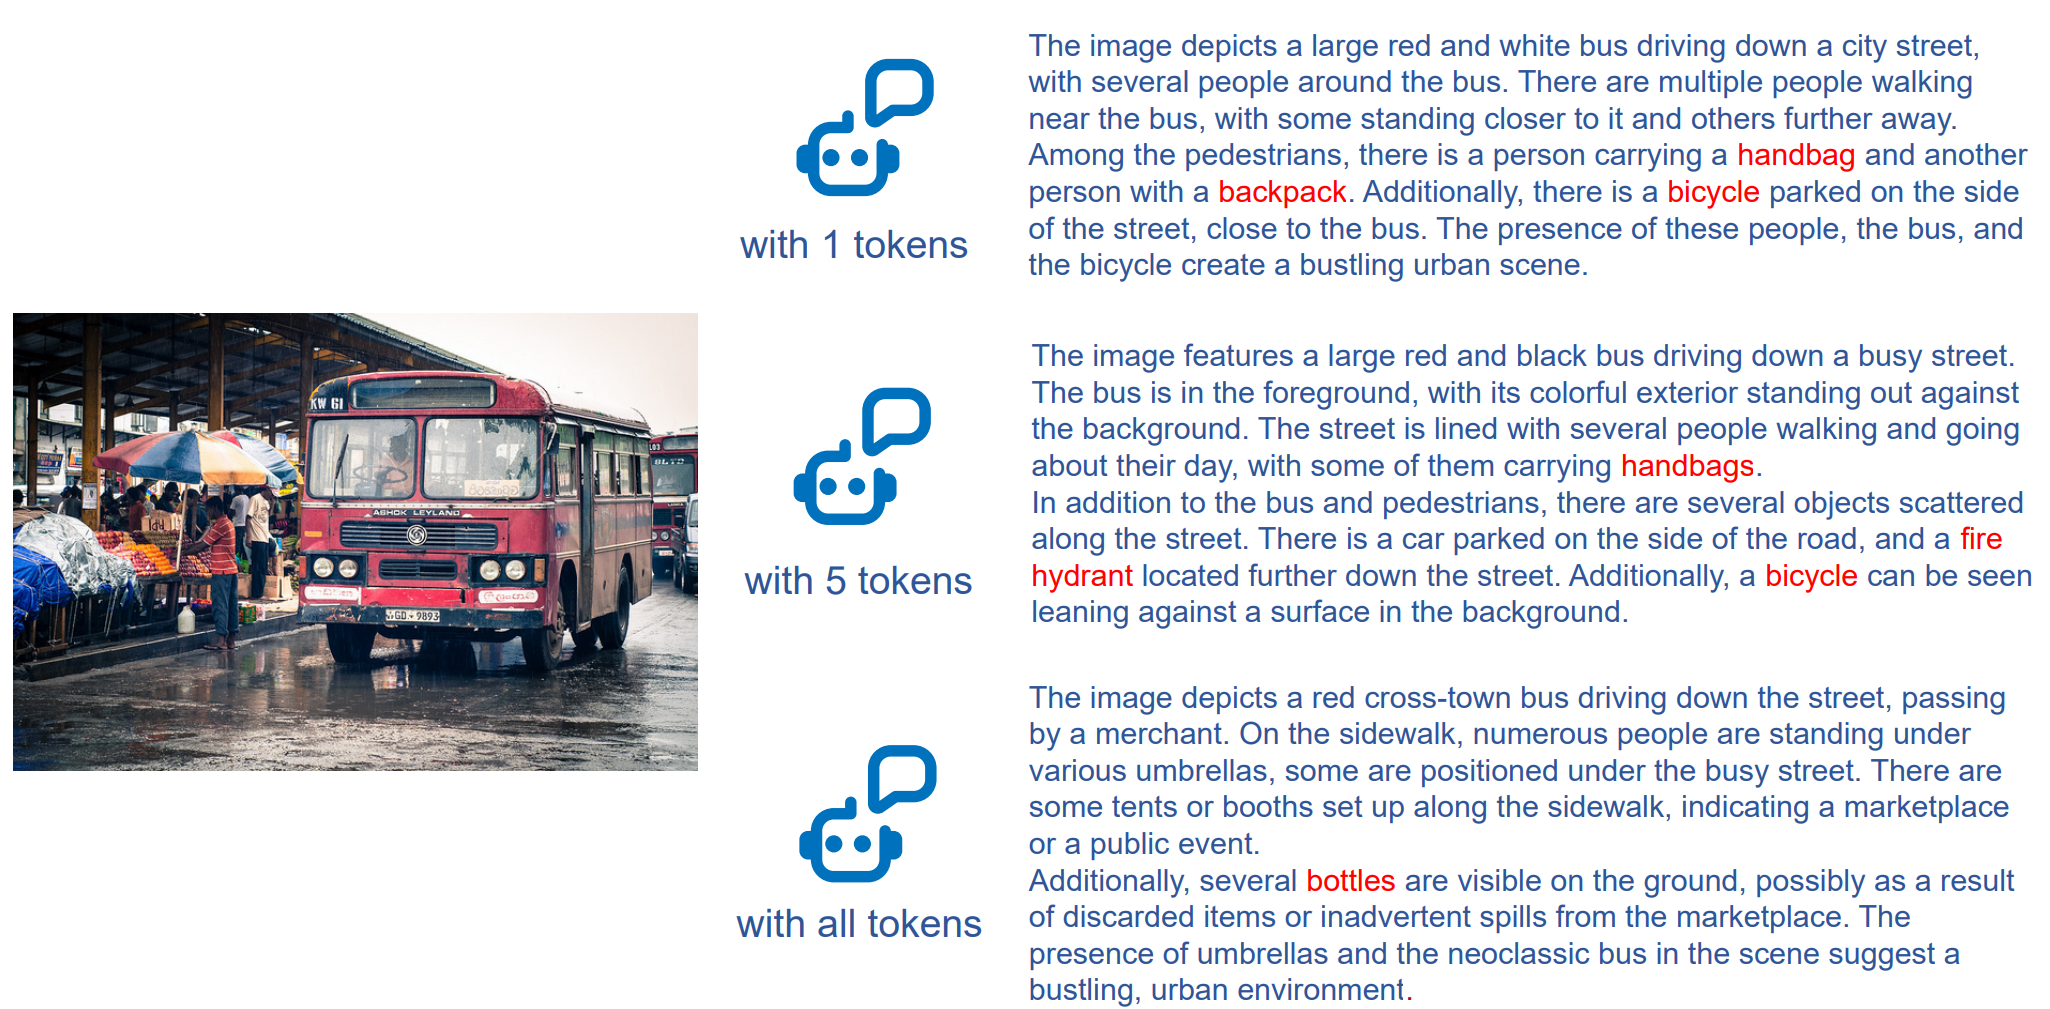 The image depicts a large red and white bus driving down a city street,
with several people around the bus. There are multiple people walking
near the bus, with some standing closer to it and others further away.
Among the pedestrians, there is a person carrying a handbag and another
person with a backpack. Additionally, there is a bicycle parked on the side
of the street, close to the bus. The presence of these people, the bus, and
the bicycle create a bustling urban scene.
with 1 tokens
The image features a large red and black bus driving down a busy street.
The bus is in the foreground, with its colorful exterior standing out against
the background. The street is lined with several people walking and going
about their day, with some of them carrying handbags.
In addition to the bus and pedestrians, there are several objects scattered
along the street. There is a car parked on the side of the road, and a fire
hydrant located further down the street. Additionally, a bicycle can be seen
leaning against a surface in the background.
with 5 tokens
KW 61
ASHOK LEYLAND
GD 9893
The image depicts a red cross-town bus driving down the street, passing
by a merchant. On the sidewalk, numerous people are standing under
various umbrellas, some are positioned under the busy street. There are
some tents or booths set up along the sidewalk, indicating a marketplace
or a public event.
Additionally, several bottles are visible on the ground, possibly as a result
of discarded items or inadvertent spills from the marketplace. The
presence of umbrellas and the neoclassic bus in the scene suggest a
bustling, urban environment.
with all tokens